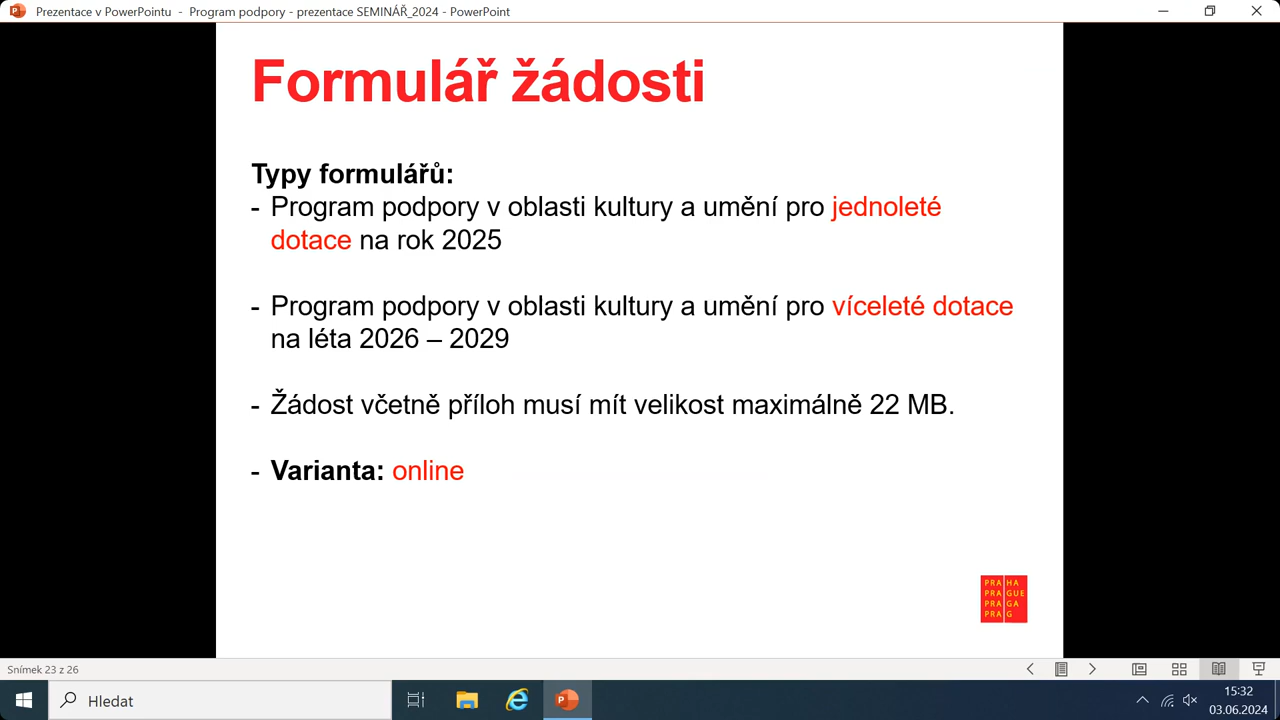 Prezentace v PowerPointu - Program podpory - prezentace SEMINÁŘ_2024 - PowerPoint
Formulář žádosti
Typy formulářů:
- Program podpory v oblasti kultury a umění pro jednoleté
dotace na rok 2025
- Program podpory v oblasti kultury a umění pro víceleté dotace
na léta 2026 – 2029
- Žádost včetně příloh musí mít velikost maximálně 22 MB.
- Varianta: online
PRA HA
PRA GUE
PRA GA
PRA G
Snímek 23 z 26
Hledat
15:32
03.06.2024